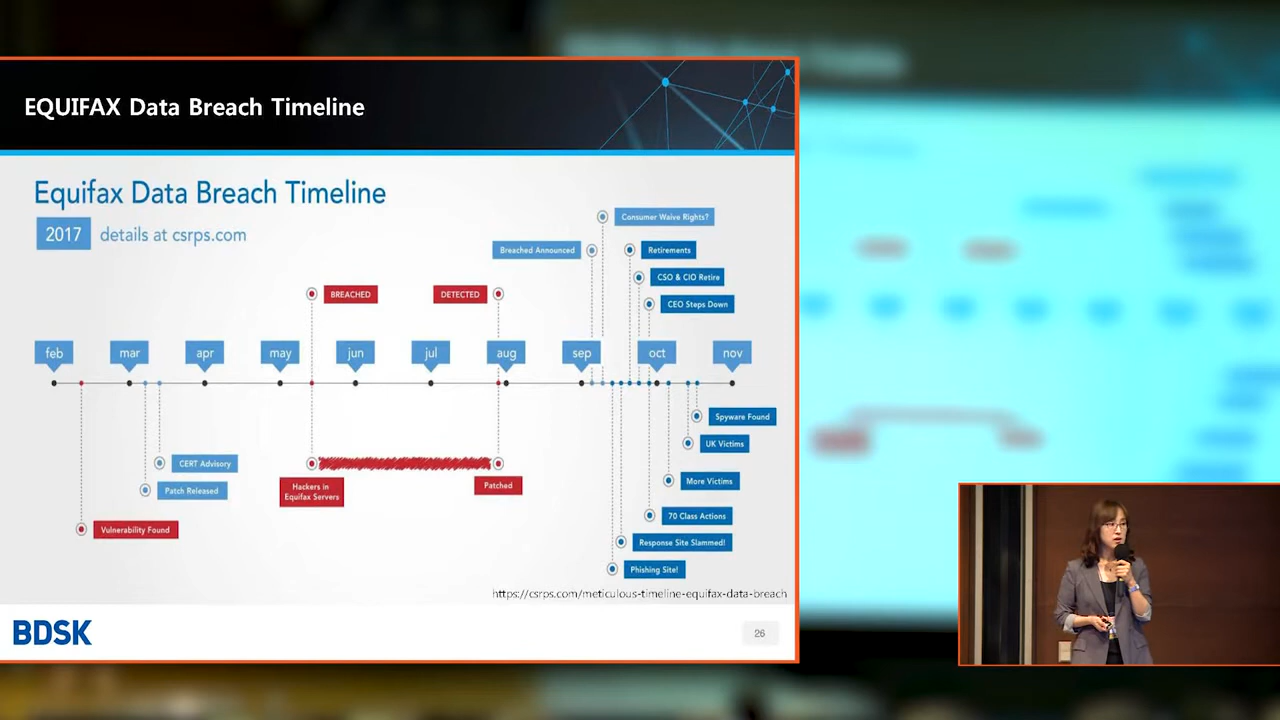 EQUIFAX Data Breach Timeline
Equifax Data Breach Timeline
2017 details at csrps.com
Consumer Waive Rights?
Breached Announced
Retirements
CSO & CIO Retire
BREACHED
DETECTED
CEO Steps Down
feb
mar
apr
may
jun
jul
aug
sep
oct
nov
Spyware Found
UK Victims
CERT Advisory
Patch Released
Hackers in
Equifax Servers
Patched
More Victims
70 Class Actions
Vulnerability Found
Response Site Slammed!
Phishing Site!
https://csrps.com/meticulous-timeline-equifax-data-breach
BDSK
26